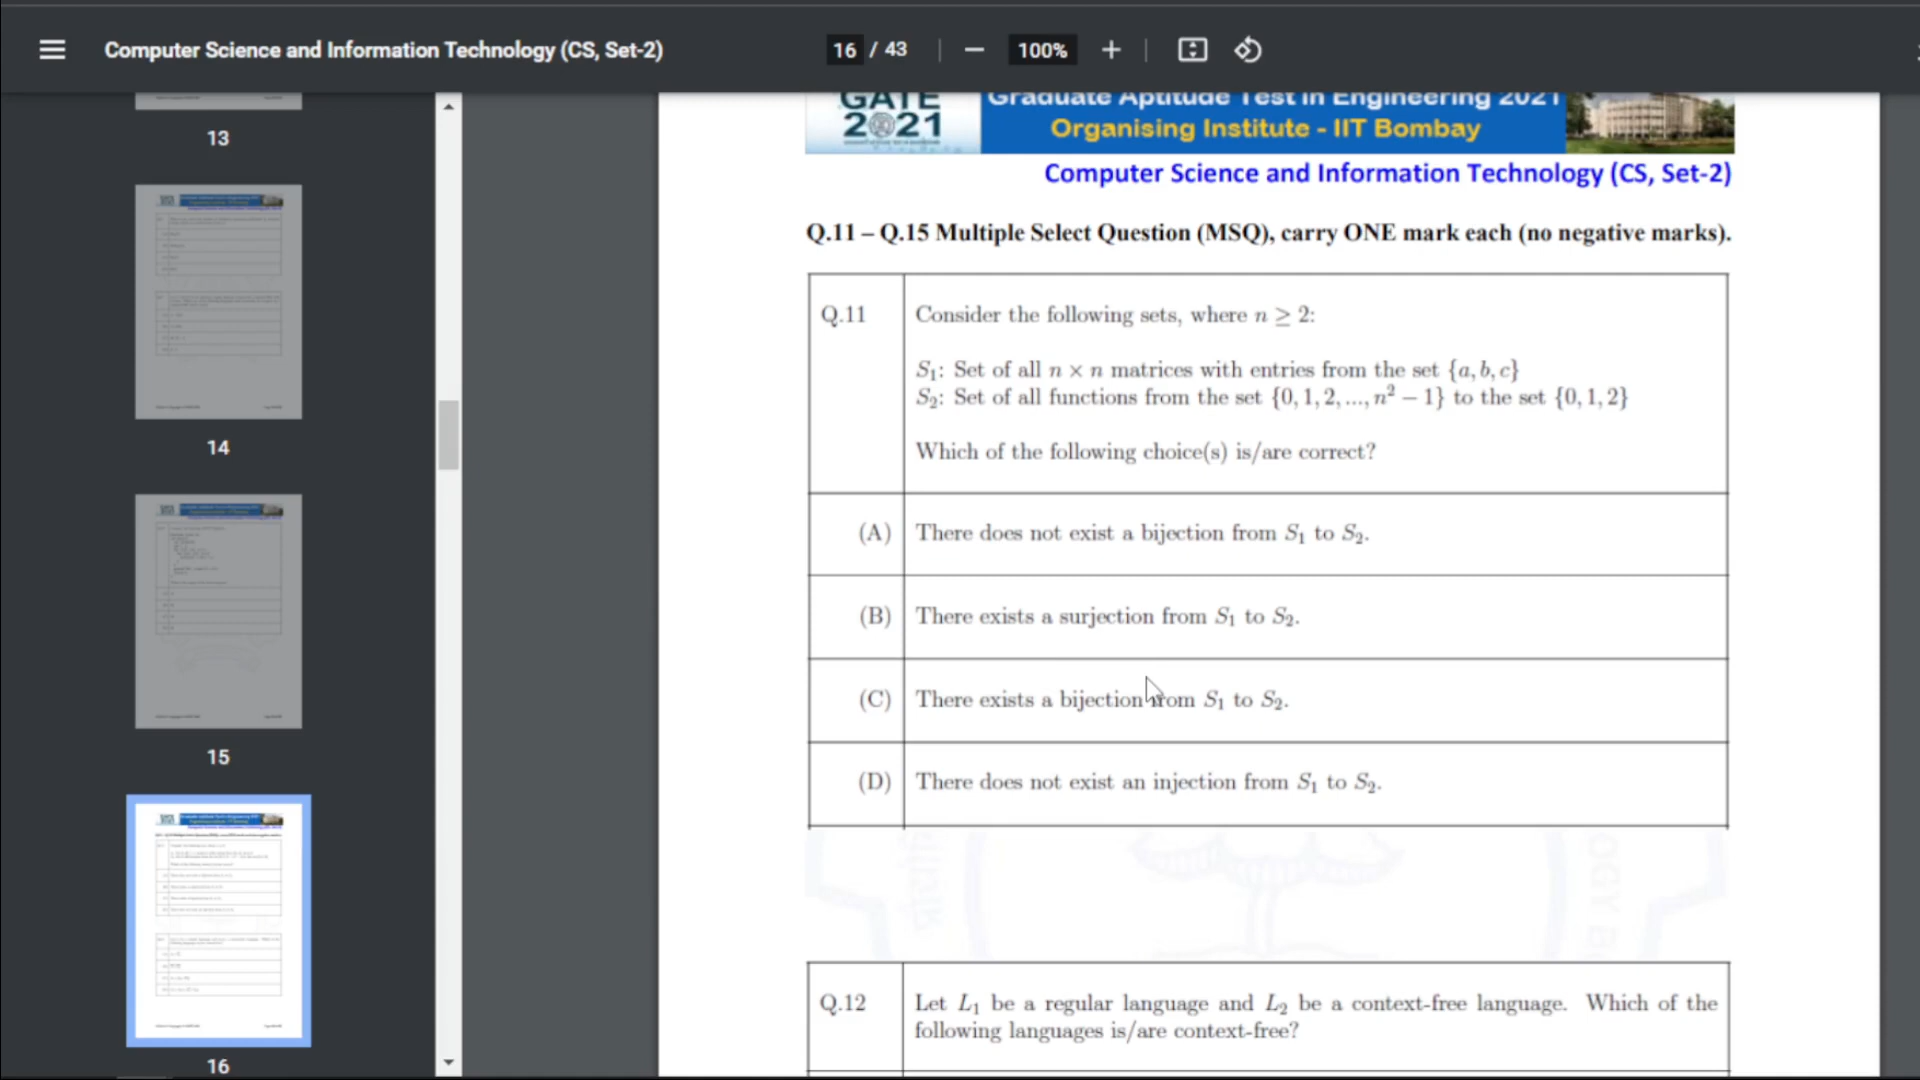 Computer Science and Information Technology (CS, Set-2)
16 / 43
100%
13
14
15
16
GATE
2021
Graduate Aptitude Test in Engineering 2021
Organising Institute - IIT Bombay
Computer Science and Information Technology (CS, Set-2)
Q.11 – Q.15 Multiple Select Question (MSQ), carry ONE mark each (no negative marks).
Q.11 Consider the following sets, where n ≥ 2:
S₁: Set of all n × n matrices with entries from the set {a, b, c}
S₂: Set of all functions from the set {0, 1, 2, ..., n² − 1} to the set {0, 1, 2}
Which of the following choice(s) is/are correct?
(A) There does not exist a bijection from S₁ to S₂.
(B) There exists a surjection from S₁ to S₂.
(C) There exists a bijection from S₁ to S₂.
(D) There does not exist an injection from S₁ to S₂.
Q.12 Let L₁ be a regular language and L₂ be a context-free language. Which of the
following languages is/are context-free?